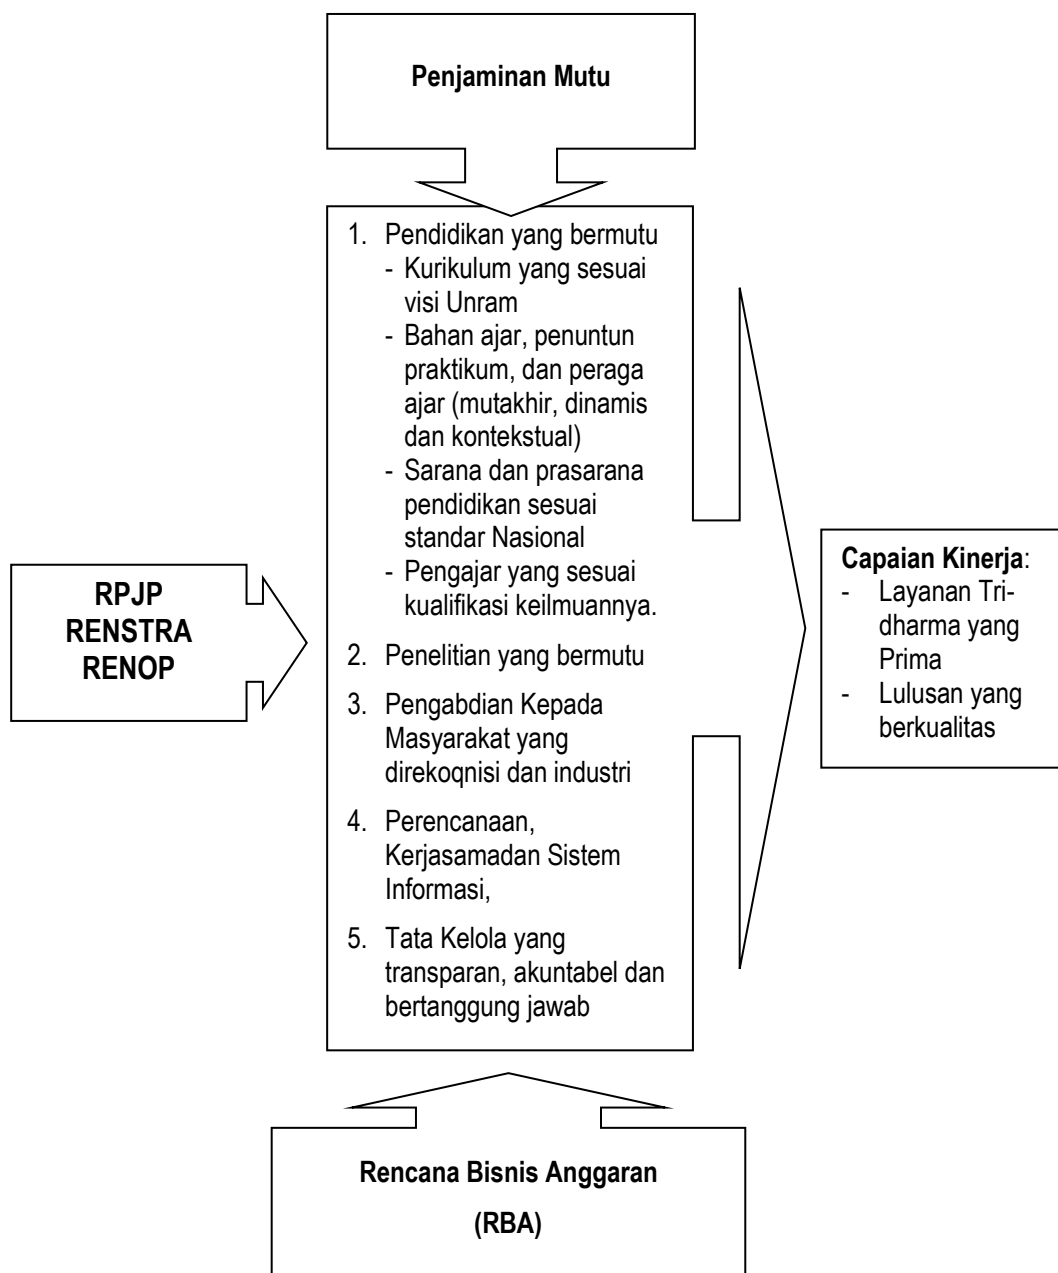 Penjaminan Mutu
1. Pendidikan yang bermutu
- Kurikulum yang sesuai
visi Unram
- Bahan ajar, penuntun
praktikum, dan peraga
ajar (mutakhir, dinamis
dan kontekstual)
- Sarana dan prasarana
pendidikan sesuai
standar Nasional
- Pengajar yang sesuai
kualifikasi keilmuannya.
2. Penelitian yang bermutu
3. Pengabdian Kepada
Masyarakat yang
direkoqnisi dan industri
4. Perencanaan,
Kerjasamadan Sistem
Informasi,
5. Tata Kelola yang
transparan, akuntabel dan
bertanggung jawab
RPJP
RENSTRA
RENOP
Capaian Kinerja:
- Layanan Tri-
dharma yang
Prima
- Lulusan yang
berkualitas
Rencana Bisnis Anggaran
(RBA)